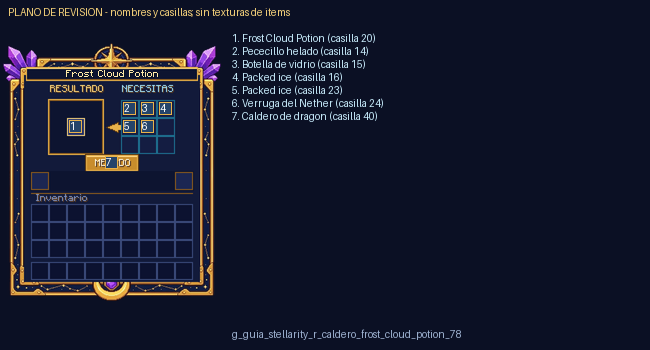 PLANO DE REVISION - nombres y casillas; sin texturas de items
Frost Cloud Potion
RESULTADO
NECESITAS
1
2 3 4
5 6
ME7DO
Inventario
1. Frost Cloud Potion (casilla 20)
2. Pececillo helado (casilla 14)
3. Botella de vidrio (casilla 15)
4. Packed ice (casilla 16)
5. Packed ice (casilla 23)
6. Verruga del Nether (casilla 24)
7. Caldero de dragon (casilla 40)
g_guia_stellarity_r_caldero_frost_cloud_potion_78